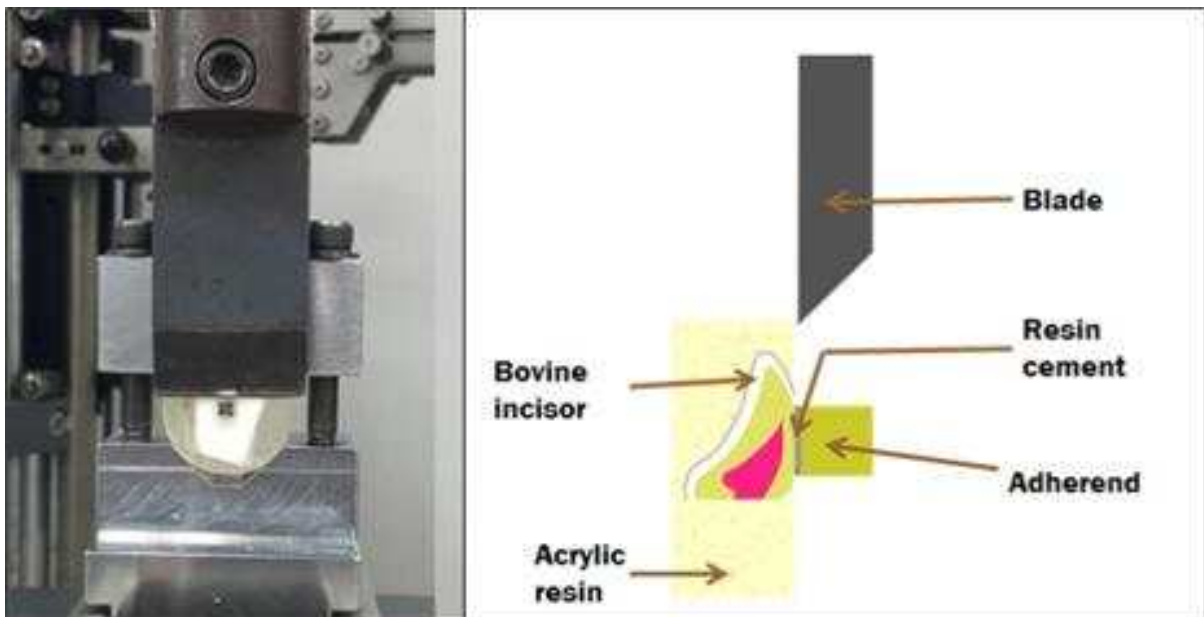 Blade
Resin
cement
Bovine
incisor
Adherend
Acrylic
resin